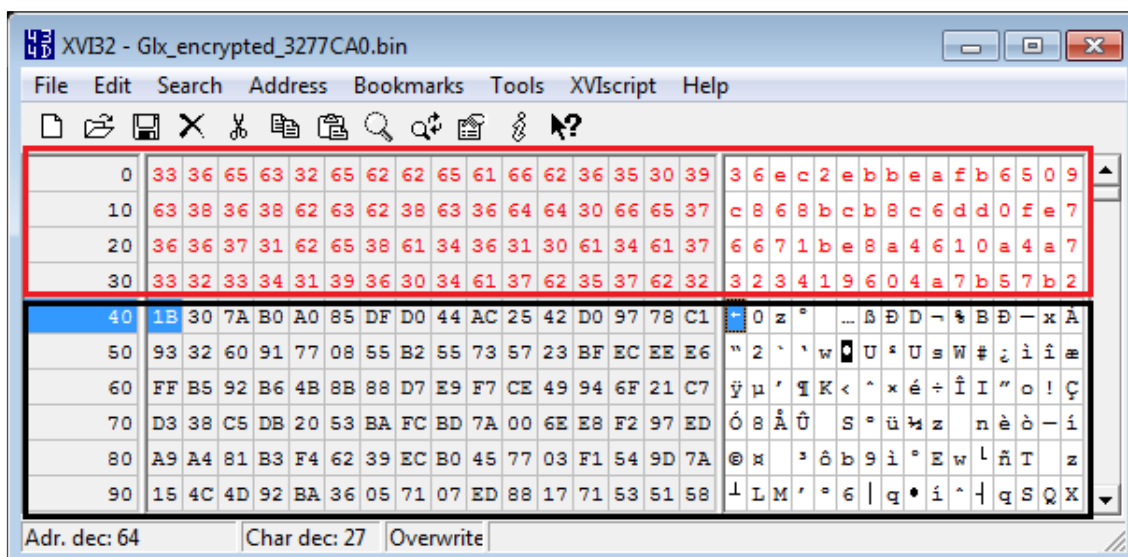 XVI32 - Glx_encrypted_3277CA0.bin
File Edit Search Address Bookmarks Tools XVIscript Help
0 33 36 65 63 32 65 62 62 65 61 66 62 36 35 30 39 3 6 e c 2 e b b e a f b 6 5 0 9
10 63 38 36 38 62 63 62 38 63 36 64 64 30 66 65 37 c 8 6 8 b c b 8 c 6 d d 0 f e 7
20 36 36 37 31 62 65 38 61 34 36 31 30 61 34 61 37 6 6 7 1 b e 8 a 4 6 1 0 a 4 a 7
30 33 32 33 34 31 39 36 30 34 61 37 62 35 37 62 32 3 2 3 4 1 9 6 0 4 a 7 b 5 7 b 2
40 1B 30 7A B0 A0 85 DF D0 44 AC 25 42 D0 97 78 C1 ← 0 z ° … ß Ð D ¬ % B Ð — x Á
50 93 32 60 91 77 08 55 B2 55 73 57 23 BF EC EE E6 “ 2 ` ‘ w ◘ U ² U s W # ¿ ì î æ
60 FF B5 92 B6 4B 8B 88 D7 E9 F7 CE 49 94 6F 21 C7 ÿ µ ’ ¶ K ‹ ˆ × é ÷ Î I ” o ! Ç
70 D3 38 C5 DB 20 53 BA FC BD 7A 00 6E E8 F2 97 ED Ó 8 Å Û S º ü ½ z n è ò — í
80 A9 A4 81 B3 F4 62 39 EC B0 45 77 03 F1 54 9D 7A © ¤ ³ ô b 9 ì ° E w └ ñ T z
90 15 4C 4D 92 BA 36 05 71 07 ED 88 17 71 53 51 58 ┴ L M ’ º 6 | q • í ˆ ┤ q S Q X
Adr. dec: 64 Char dec: 27 Overwrite